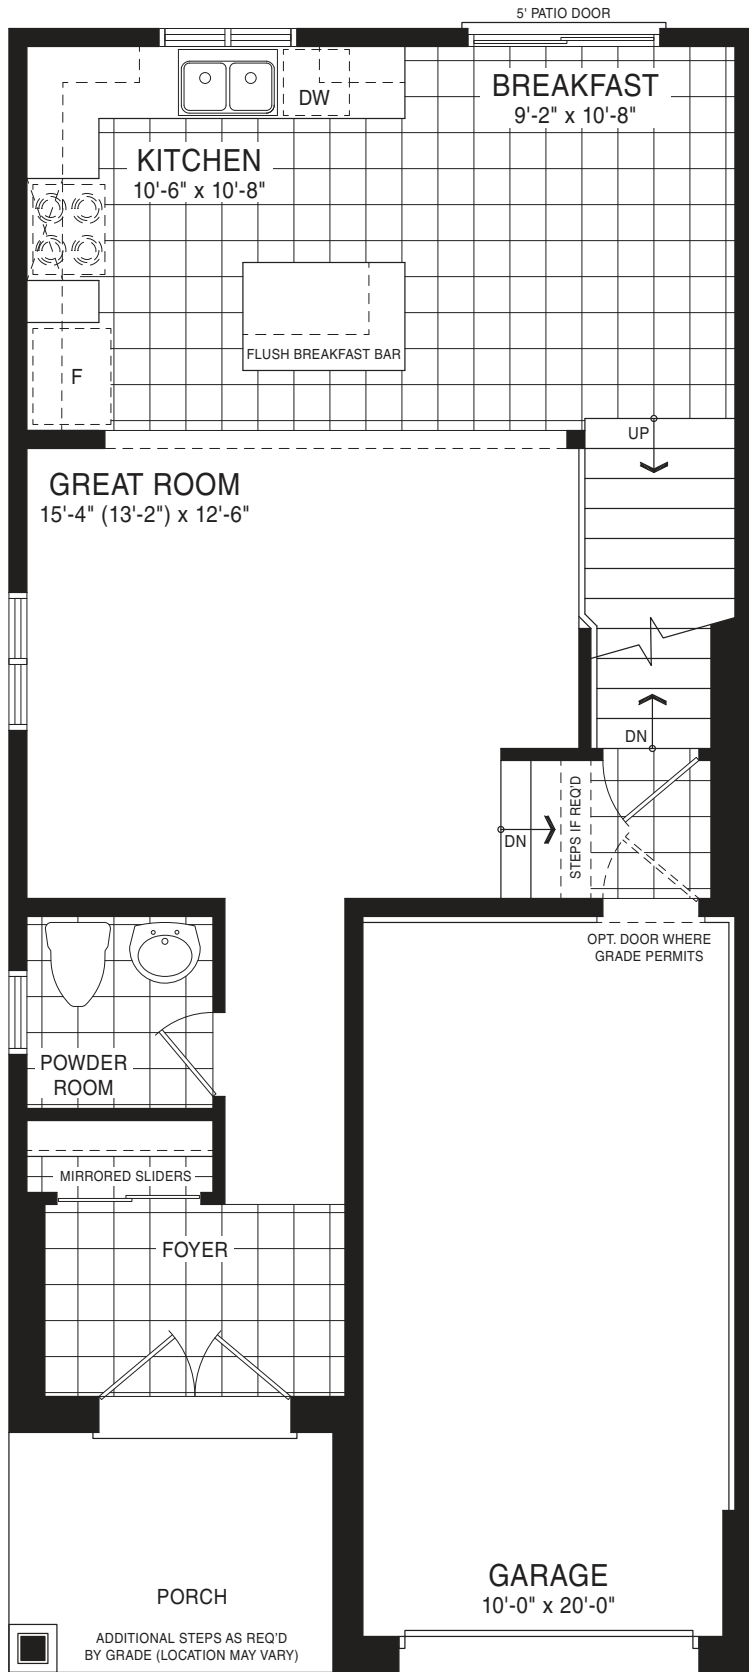 5' PATIO DOOR
BREAKFAST
9'-2" x 10'-8"
DW
KITCHEN
10'-6" x 10'-8"
FLUSH BREAKFAST BAR
F
UP
GREAT ROOM
15'-4" (13'-2") x 12'-6"
DN
DN
STEPS IF REQ'D
OPT. DOOR WHERE
GRADE PERMITS
POWDER
ROOM
MIRRORED SLIDERS
FOYER
GARAGE
10'-0" x 20'-0"
PORCH
ADDITIONAL STEPS AS REQ'D
BY GRADE (LOCATION MAY VARY)